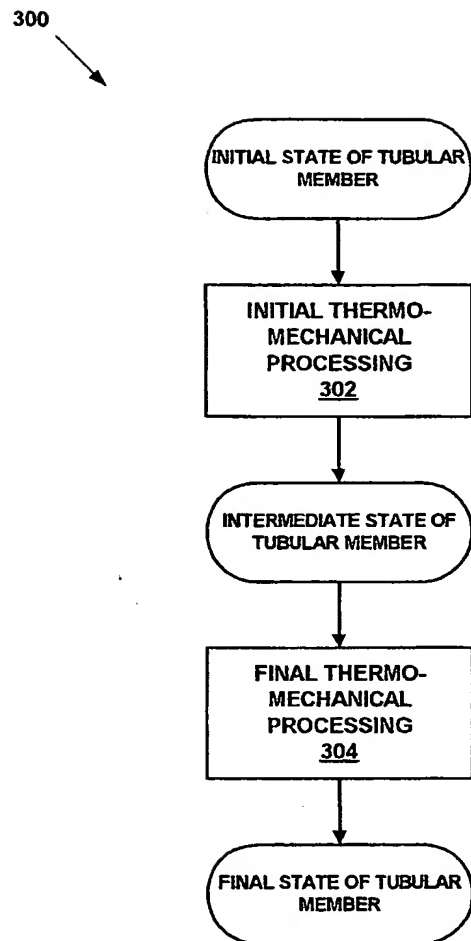 300
INITIAL STATE OF TUBULAR
MEMBER
INITIAL THERMO-
MECHANICAL
PROCESSING
302
INTERMEDIATE STATE OF
TUBULAR MEMBER
FINAL THERMO-
MECHANICAL
PROCESSING
304
FINAL STATE OF TUBULAR
MEMBER